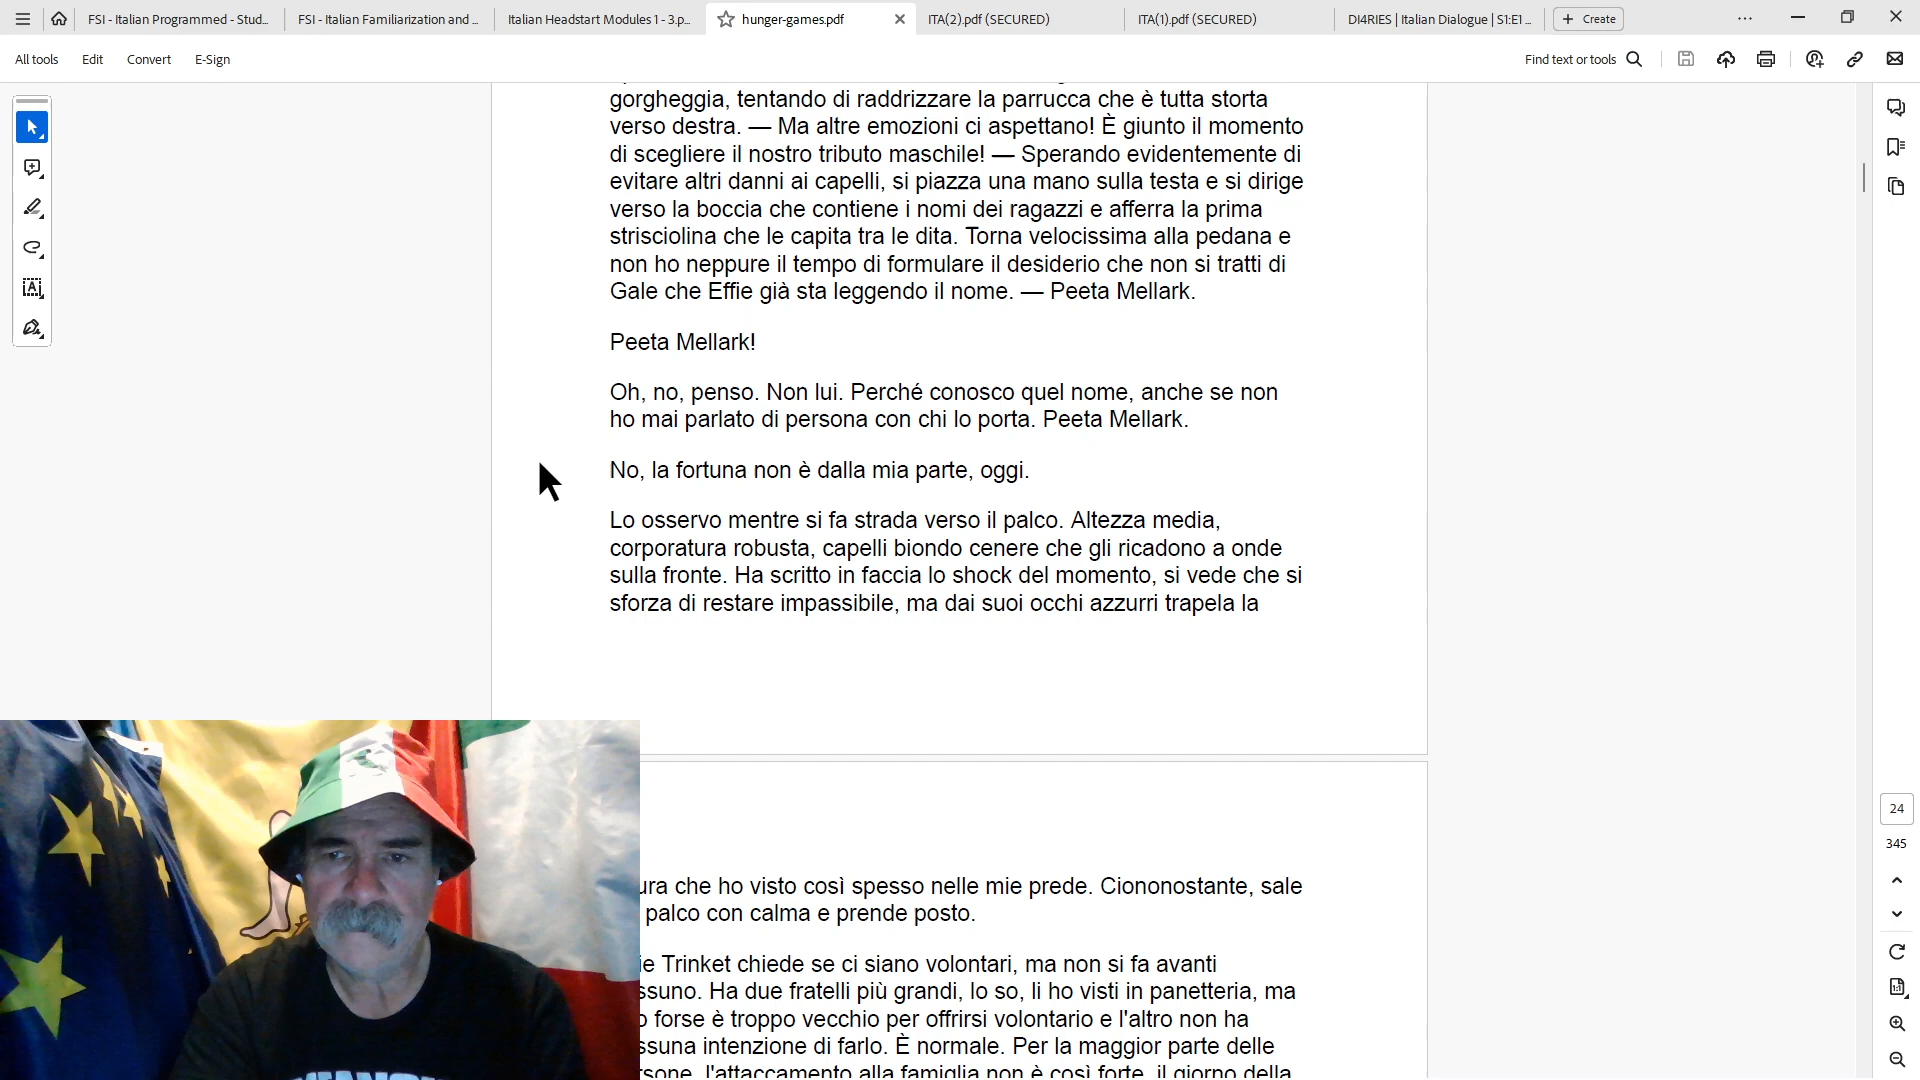 FSI - Italian Programmed - Stud...
FSI - Italian Familiarization and ...
Italian Headstart Modules 1 - 3.p...
hunger-games.pdf
ITA(2).pdf (SECURED)
ITA(1).pdf (SECURED)
DI4RIES | Italian Dialogue | S1:E1 ...
Create
All tools
Edit
Convert
E-Sign
Find text or tools
gorgheggia, tentando di raddrizzare la parrucca che è tutta storta
verso destra. — Ma altre emozioni ci aspettano! È giunto il momento
di scegliere il nostro tributo maschile! — Sperando evidentemente di
evitare altri danni ai capelli, si piazza una mano sulla testa e si dirige
verso la boccia che contiene i nomi dei ragazzi e afferra la prima
strisciolina che le capita tra le dita. Torna velocissima alla pedana e
non ho neppure il tempo di formulare il desiderio che non si tratti di
Gale che Effie già sta leggendo il nome. — Peeta Mellark.
Peeta Mellark!
Oh, no, penso. Non lui. Perché conosco quel nome, anche se non
ho mai parlato di persona con chi lo porta. Peeta Mellark.
No, la fortuna non è dalla mia parte, oggi.
Lo osservo mentre si fa strada verso il palco. Altezza media,
corporatura robusta, capelli biondo cenere che gli ricadono a onde
sulla fronte. Ha scritto in faccia lo shock del momento, si vede che si
sforza di restare impassibile, ma dai suoi occhi azzurri trapela la
ura che ho visto così spesso nelle mie prede. Ciononostante, sale
palco con calma e prende posto.
ie Trinket chiede se ci siano volontari, ma non si fa avanti
ssuno. Ha due fratelli più grandi, lo so, li ho visti in panetteria, ma
o forse è troppo vecchio per offrirsi volontario e l'altro non ha
ssuna intenzione di farlo. È normale. Per la maggior parte delle
rsone, l'attaccamento alla famiglia non è così forte, il giorno della
24
345